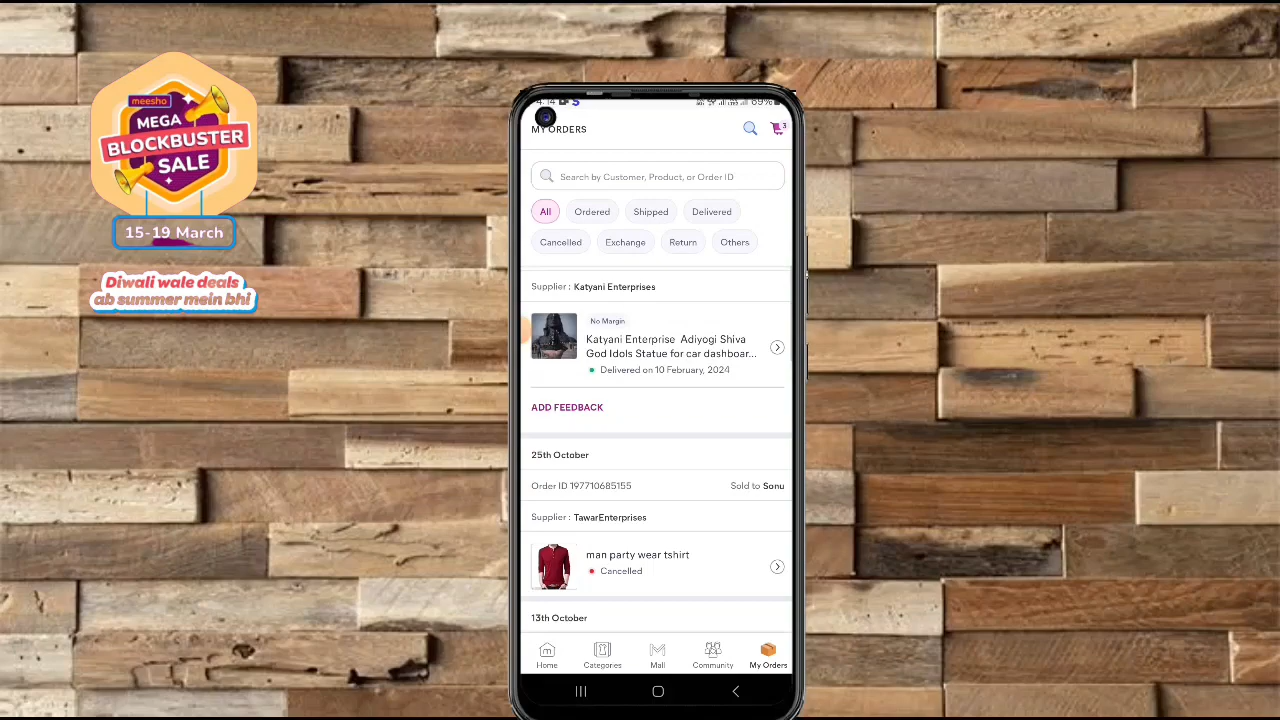 meesho
MEGA
BLOCKBUSTER
SALE
15-19 March
Diwali wale deals
ab summer mein bhi
4:14
69%
MY ORDERS
3
Search by Customer, Product, or Order ID
All
Ordered
Shipped
Delivered
Cancelled
Exchange
Return
Others
Supplier : Katyani Enterprises
No Margin
Katyani Enterprise Adiyogi Shiva
God Idols Statue for car dashboar...
Delivered on 10 February, 2024
ADD FEEDBACK
25th October
Order ID 197710685155
Sold to Sonu
Supplier : TawarEnterprises
man party wear tshirt
Cancelled
13th October
Home
Categories
Mall
Community
My Orders